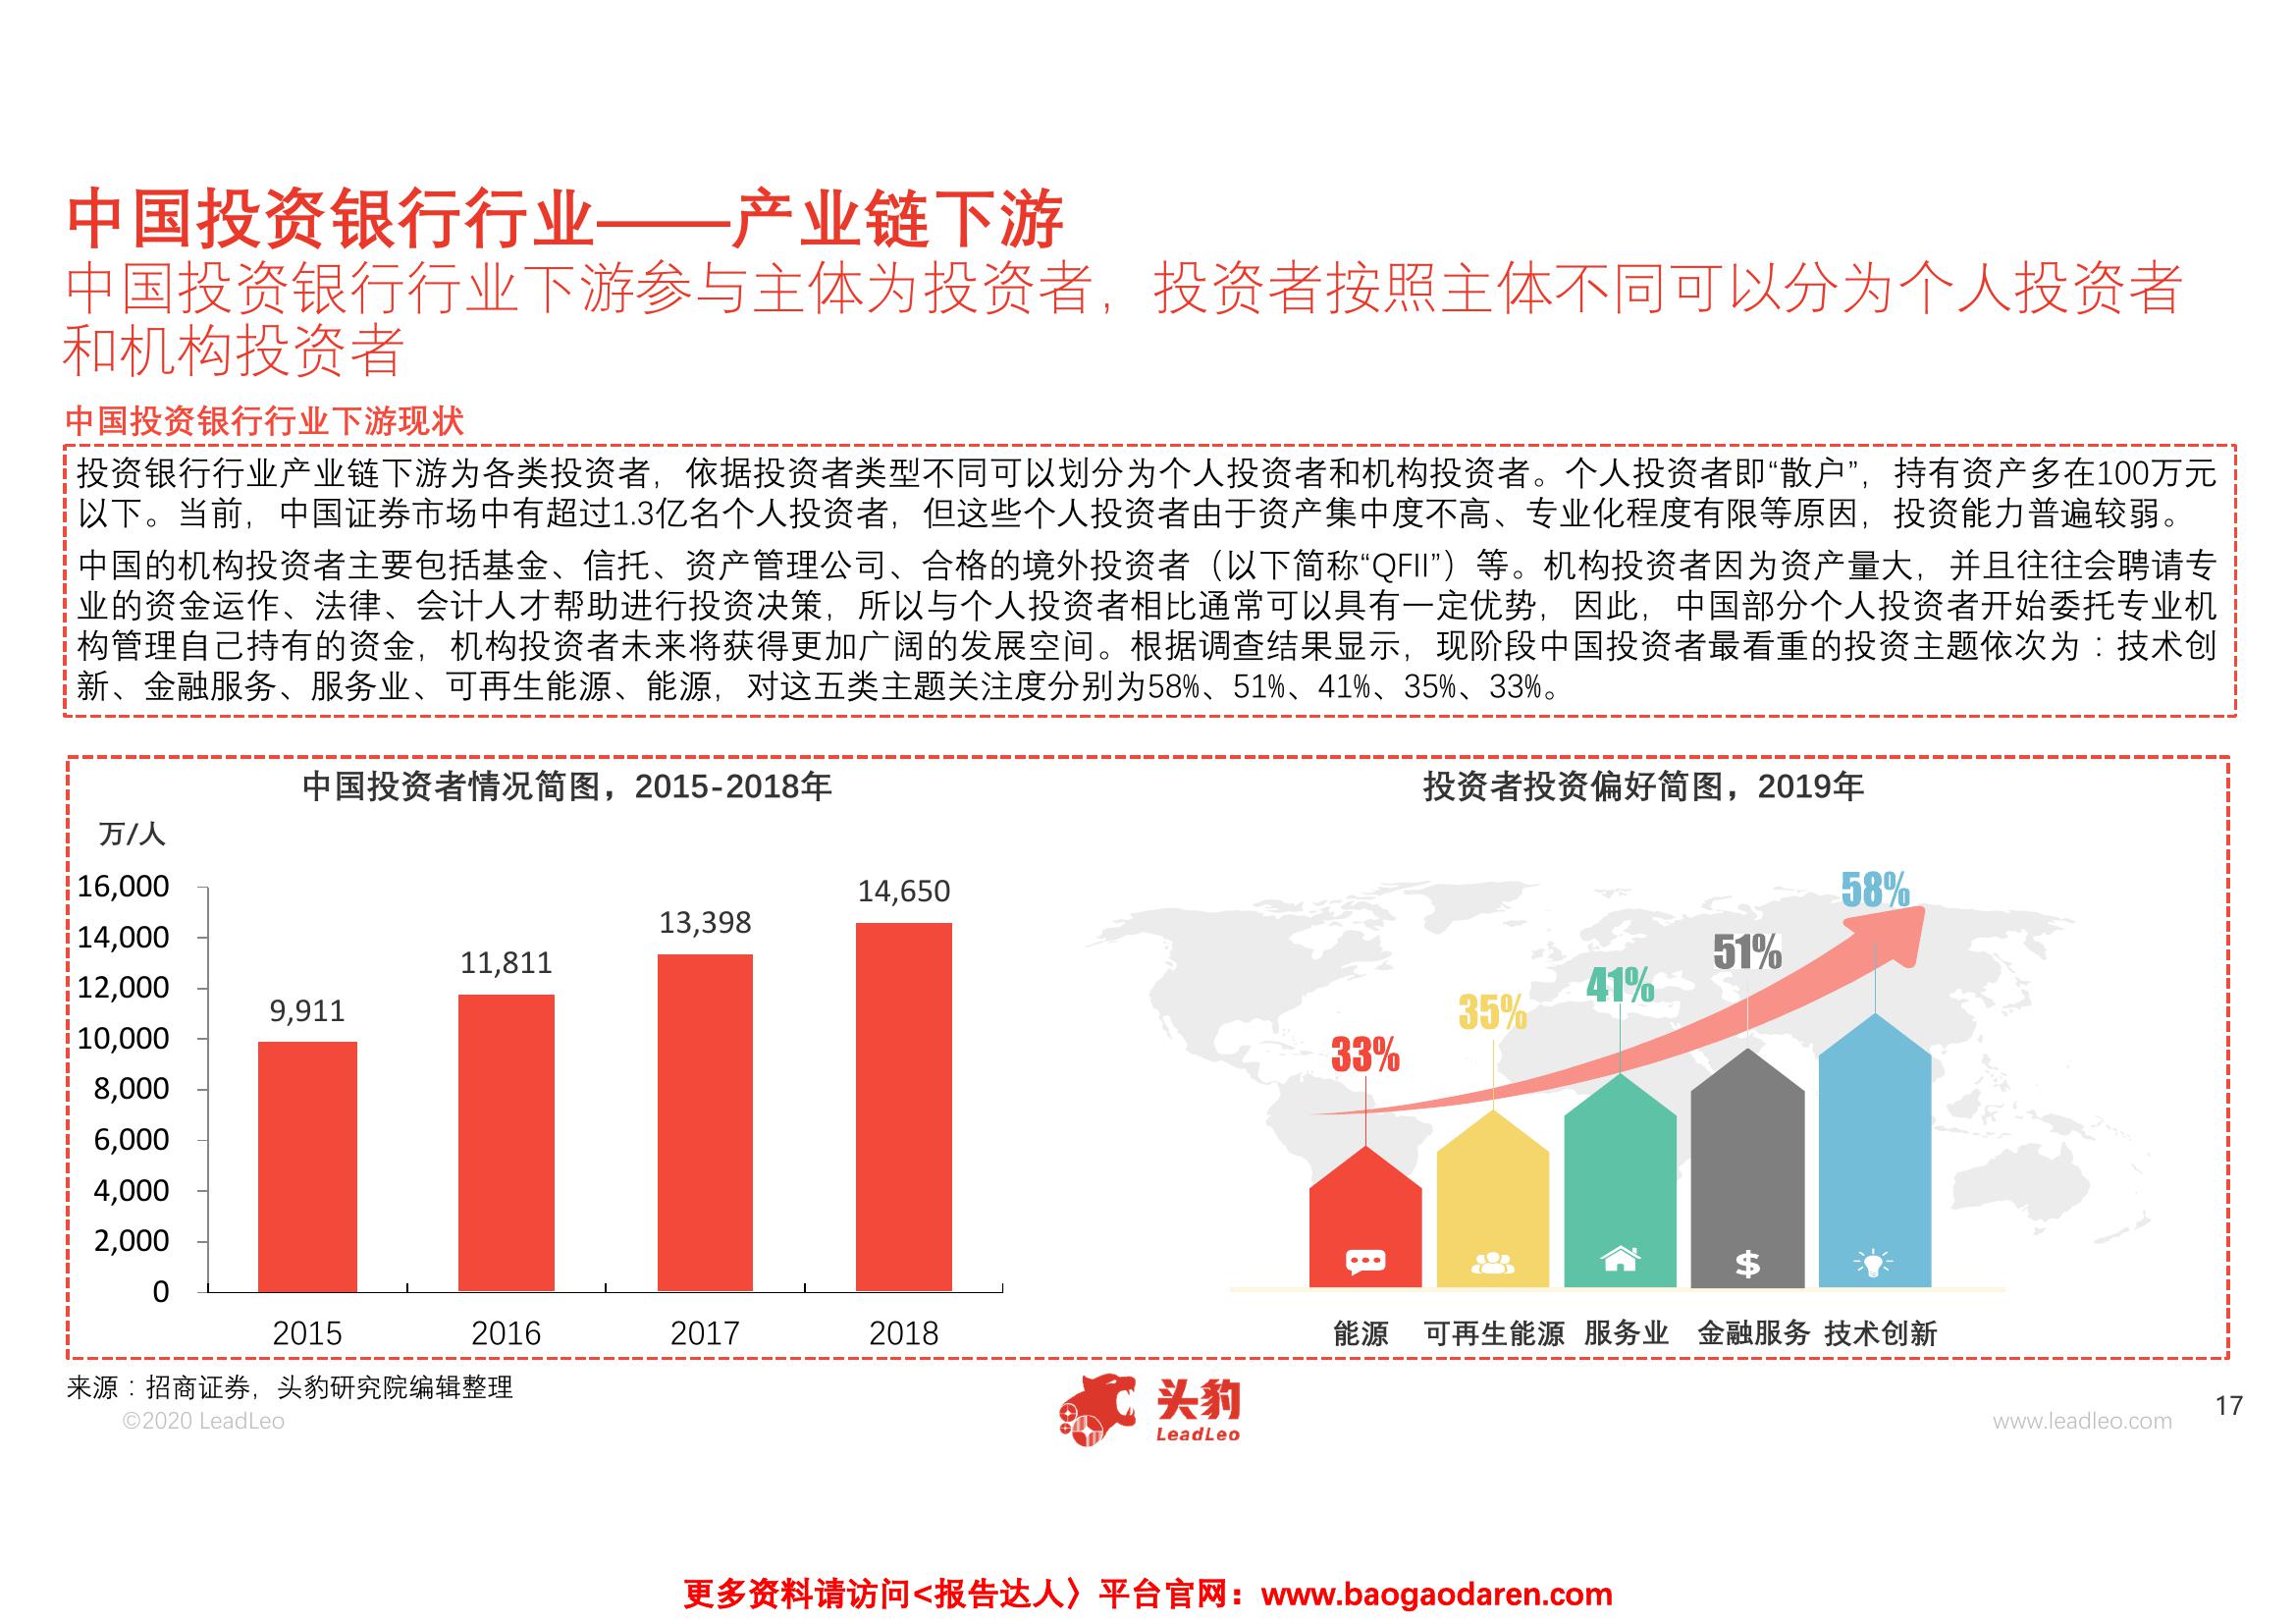 中国投资银行行业——产业链下游
中国投资银行行业下游参与主体为投资者，投资者按照主体不同可以分为个人投资者
和机构投资者
中国投资银行行业下游现状
投资银行行业产业链下游为各类投资者，依据投资者类型不同可以划分为个人投资者和机构投资者。个人投资者即“散户”，持有资产多在100万元
以下。当前，中国证券市场中有超过1.3亿名个人投资者，但这些个人投资者由于资产集中度不高、专业化程度有限等原因，投资能力普遍较弱。
中国的机构投资者主要包括基金、信托、资产管理公司、合格的境外投资者（以下简称“QFII”）等。机构投资者因为资产量大，并且往往会聘请专
业的资金运作、法律、会计人才帮助进行投资决策，所以与个人投资者相比通常可以具有一定优势，因此，中国部分个人投资者开始委托专业机
构管理自己持有的资金，机构投资者未来将获得更加广阔的发展空间。根据调查结果显示，现阶段中国投资者最看重的投资主题依次为：技术创
新、金融服务、服务业、可再生能源、能源，对这五类主题关注度分别为58%、51%、41%、35%、33%。
中国投资者情况简图，2015-2018年
万/人
16,000
14,000
12,000
10,000
8,000
6,000
4,000
2,000
0
9,911
11,811
13,398
14,650
2015
2016
2017
2018
投资者投资偏好简图，2019年
33%
35%
41%
51%
58%
$
能源
可再生能源
服务业
金融服务
技术创新
来源：招商证券，头豹研究院编辑整理
©2020 LeadLeo
头豹
LeadLeo
www.leadleo.com
17
更多资料请访问<报告达人〉平台官网：www.baogaodaren.com